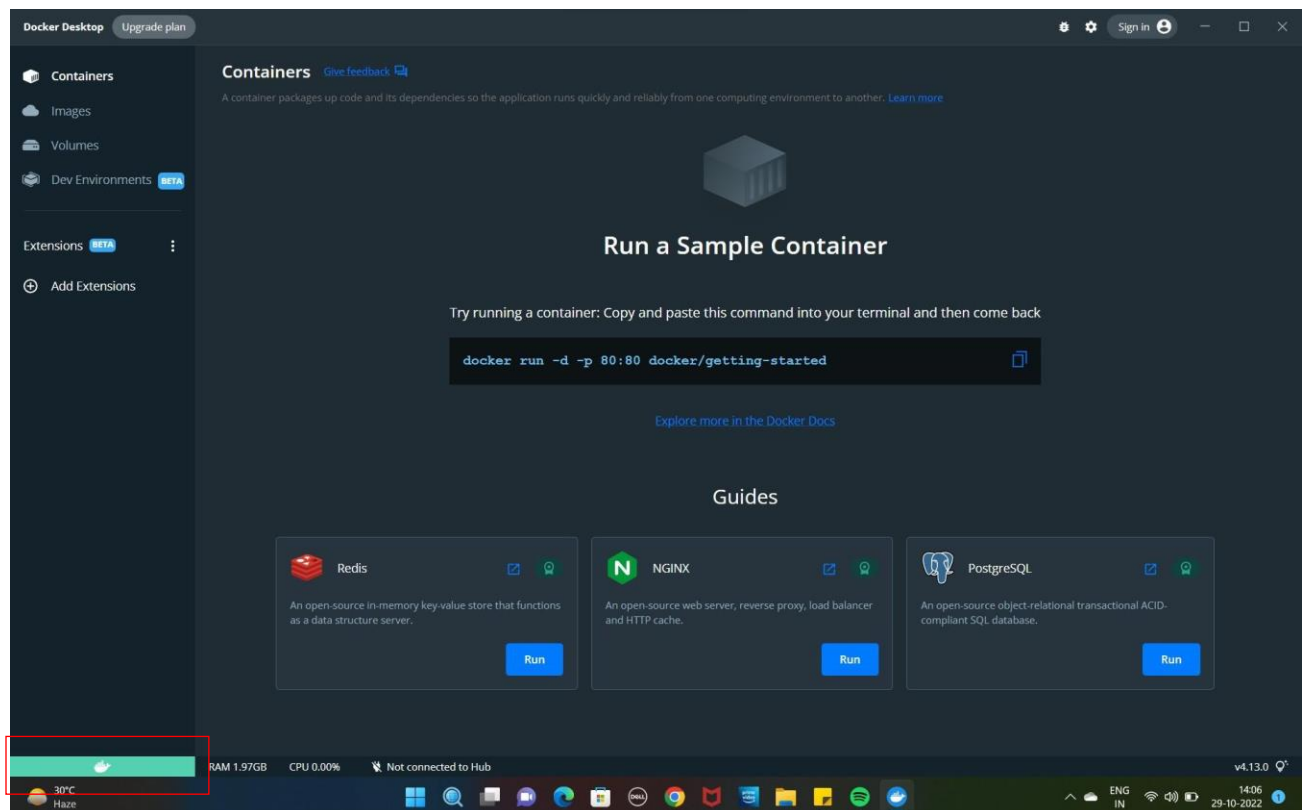 Docker Desktop Upgrade plan Sign in
Containers
Images
Volumes
Dev Environments BETA
Extensions BETA
Add Extensions
Containers Give feedback
A container packages up code and its dependencies so the application runs quickly and reliably from one computing environment to another. Learn more
Run a Sample Container
Try running a container: Copy and paste this command into your terminal and then come back
docker run -d -p 80:80 docker/getting-started
Explore more in the Docker Docs
Guides
Redis
An open-source in-memory key-value store that functions
as a data structure server.
Run
N NGINX
An open-source web server, reverse proxy, load balancer
and HTTP cache.
Run
PostgreSQL
An open-source object-relational transactional ACID-
compliant SQL database.
Run
RAM 1.97GB CPU 0.00% Not connected to Hub v4.13.0
30°C
Haze
DELL
ENG
IN
14:06
29-10-2022
1